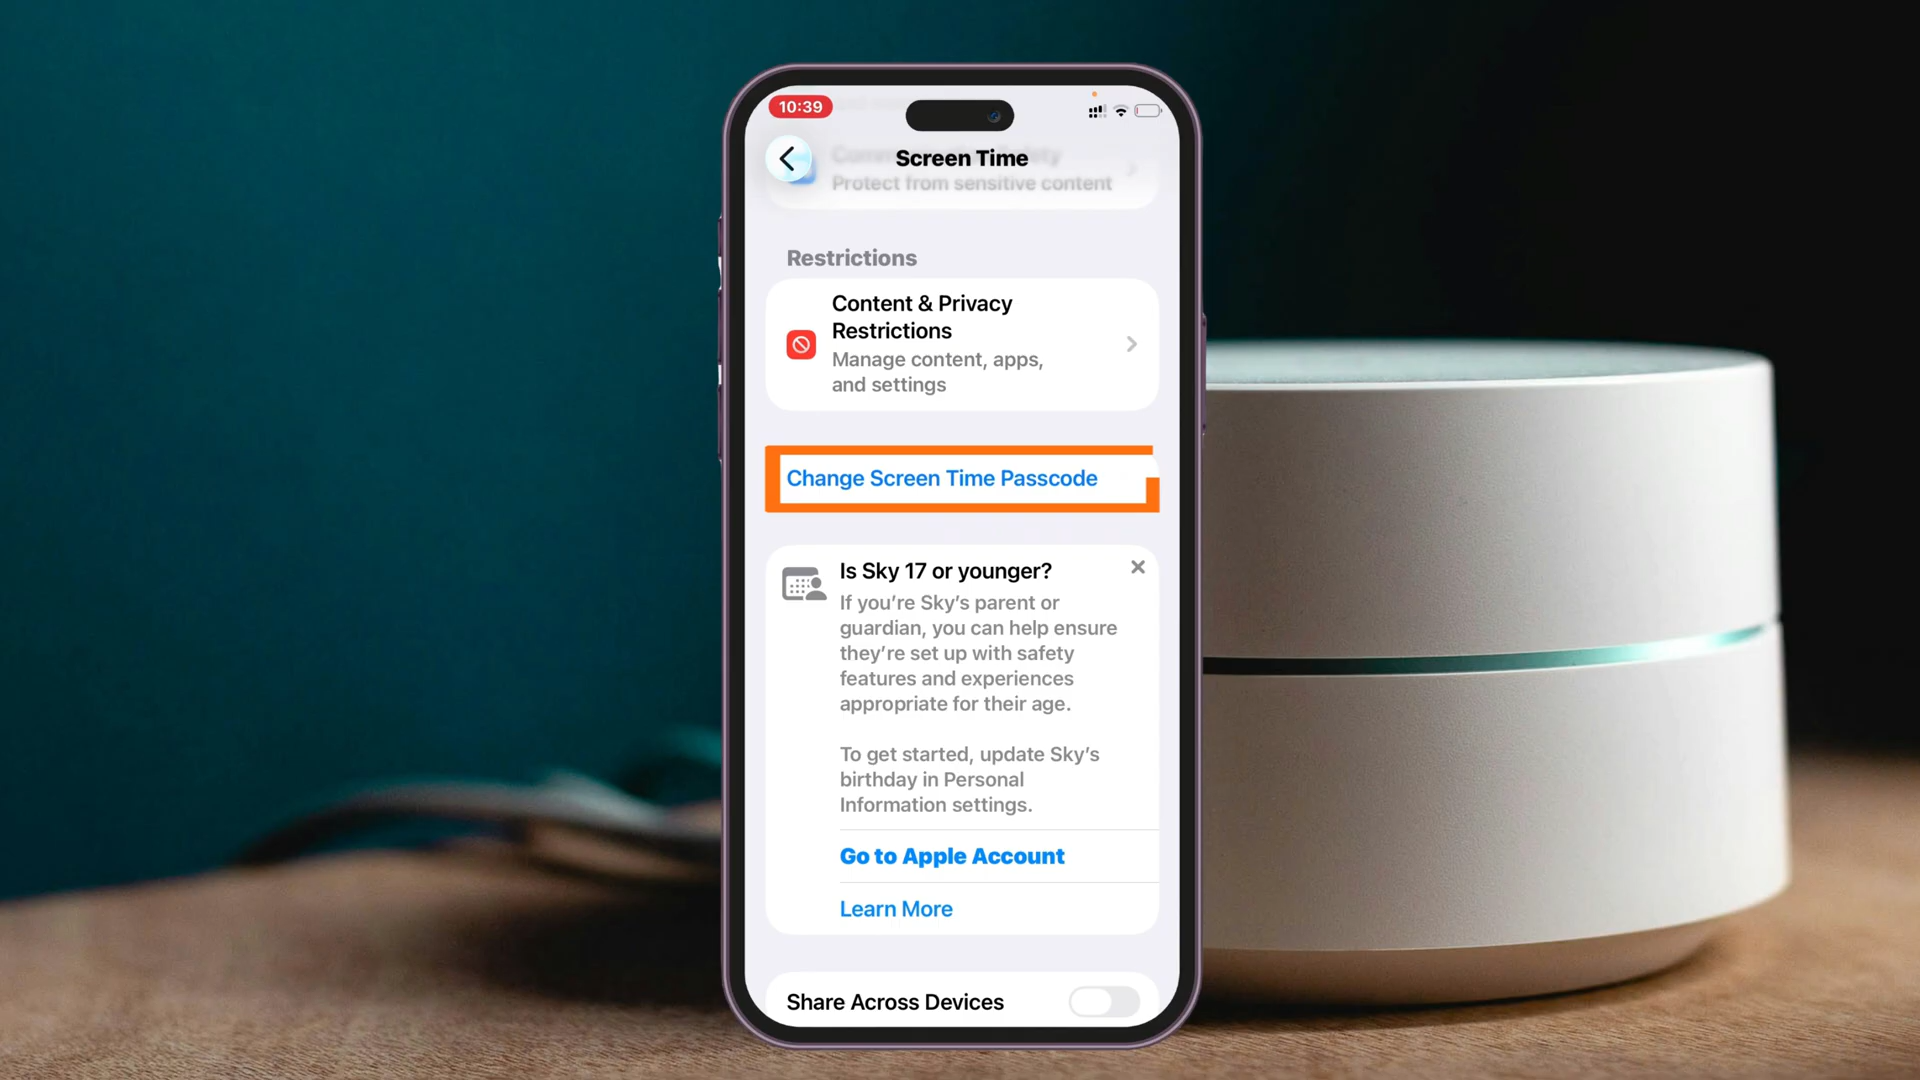 10:39
Screen Time
Protect from sensitive content
Restrictions
Content & Privacy
Restrictions
Manage content, apps,
and settings
Change Screen Time Passcode
Is Sky 17 or younger?
If you’re Sky’s parent or
guardian, you can help ensure
they’re set up with safety
features and experiences
appropriate for their age.
To get started, update Sky’s
birthday in Personal
Information settings.
Go to Apple Account
Learn More
Share Across Devices